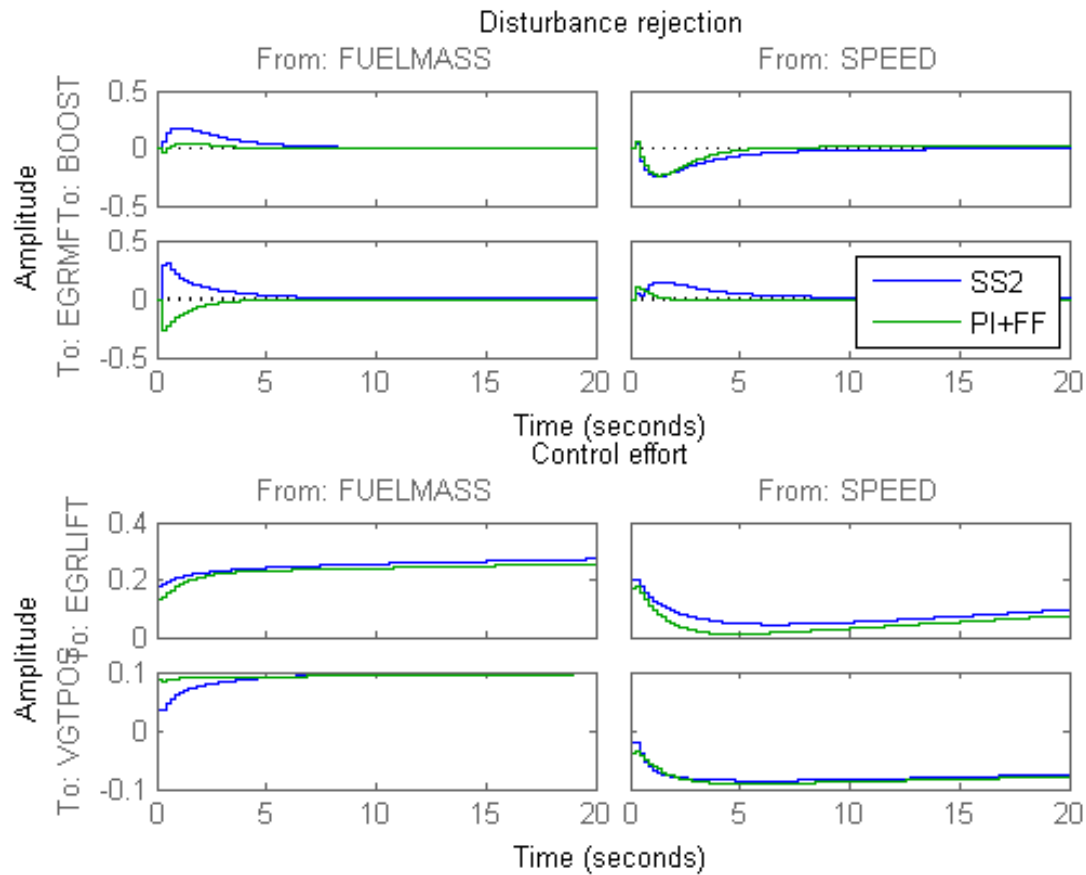 Disturbance rejection
From: FUELMASS
From: SPEED
Amplitude
To: BOOST
0.5
0
-0.5
To: EGRMF
0.5
0
-0.5
0 5 10 15 20
0 5 10 15 20
SS2
PI+FF
Time (seconds)
Control effort
From: FUELMASS
From: SPEED
Amplitude
To: EGRLIFT
0.4
0.2
0
To: VGTPOS
0.1
0
-0.1
0 5 10 15 20
0 5 10 15 20
Time (seconds)